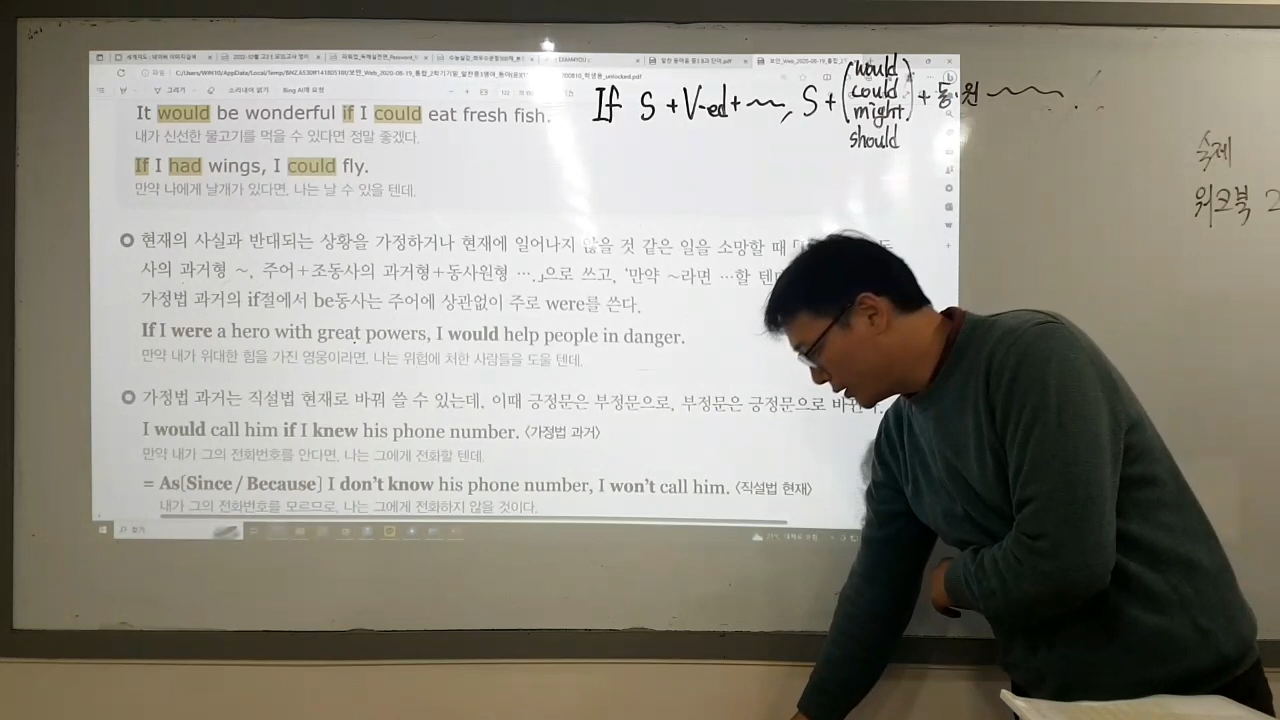 It would be wonderful if I could eat fresh fish.
내가 신선한 물고기를 먹을 수 있다면 정말 좋겠다.
If I had wings, I could fly.
만약 나에게 날개가 있다면, 나는 날 수 있을 텐데.
If S + V-ed + ~~, S + (would could might should) + 동·원 ~~~.
숙제
워크북 2
현재의 사실과 반대되는 상황을 가정하거나 현재에 일어나지 않을 것 같은 일을 소망할 때
사의 과거형 ~, 주어+조동사의 과거형+동사원형 ….」으로 쓰고, '만약 ~라면 …할 텐데
가정법 과거의 if절에서 be동사는 주어에 상관없이 주로 were를 쓴다.
If I were a hero with great powers, I would help people in danger.
만약 내가 위대한 힘을 가진 영웅이라면, 나는 위험에 처한 사람들을 도울 텐데.
가정법 과거는 직설법 현재로 바꿔 쓸 수 있는데, 이때 긍정문은 부정문으로, 부정문은 긍정문으로 바뀐다.
I would call him if I knew his phone number. <가정법 과거>
만약 내가 그의 전화번호를 안다면, 나는 그에게 전화할 텐데.
= As[Since / Because] I don't know his phone number, I won't call him. <직설법 현재>
내가 그의 전화번호를 모르므로, 나는 그에게 전화하지 않을 것이다.